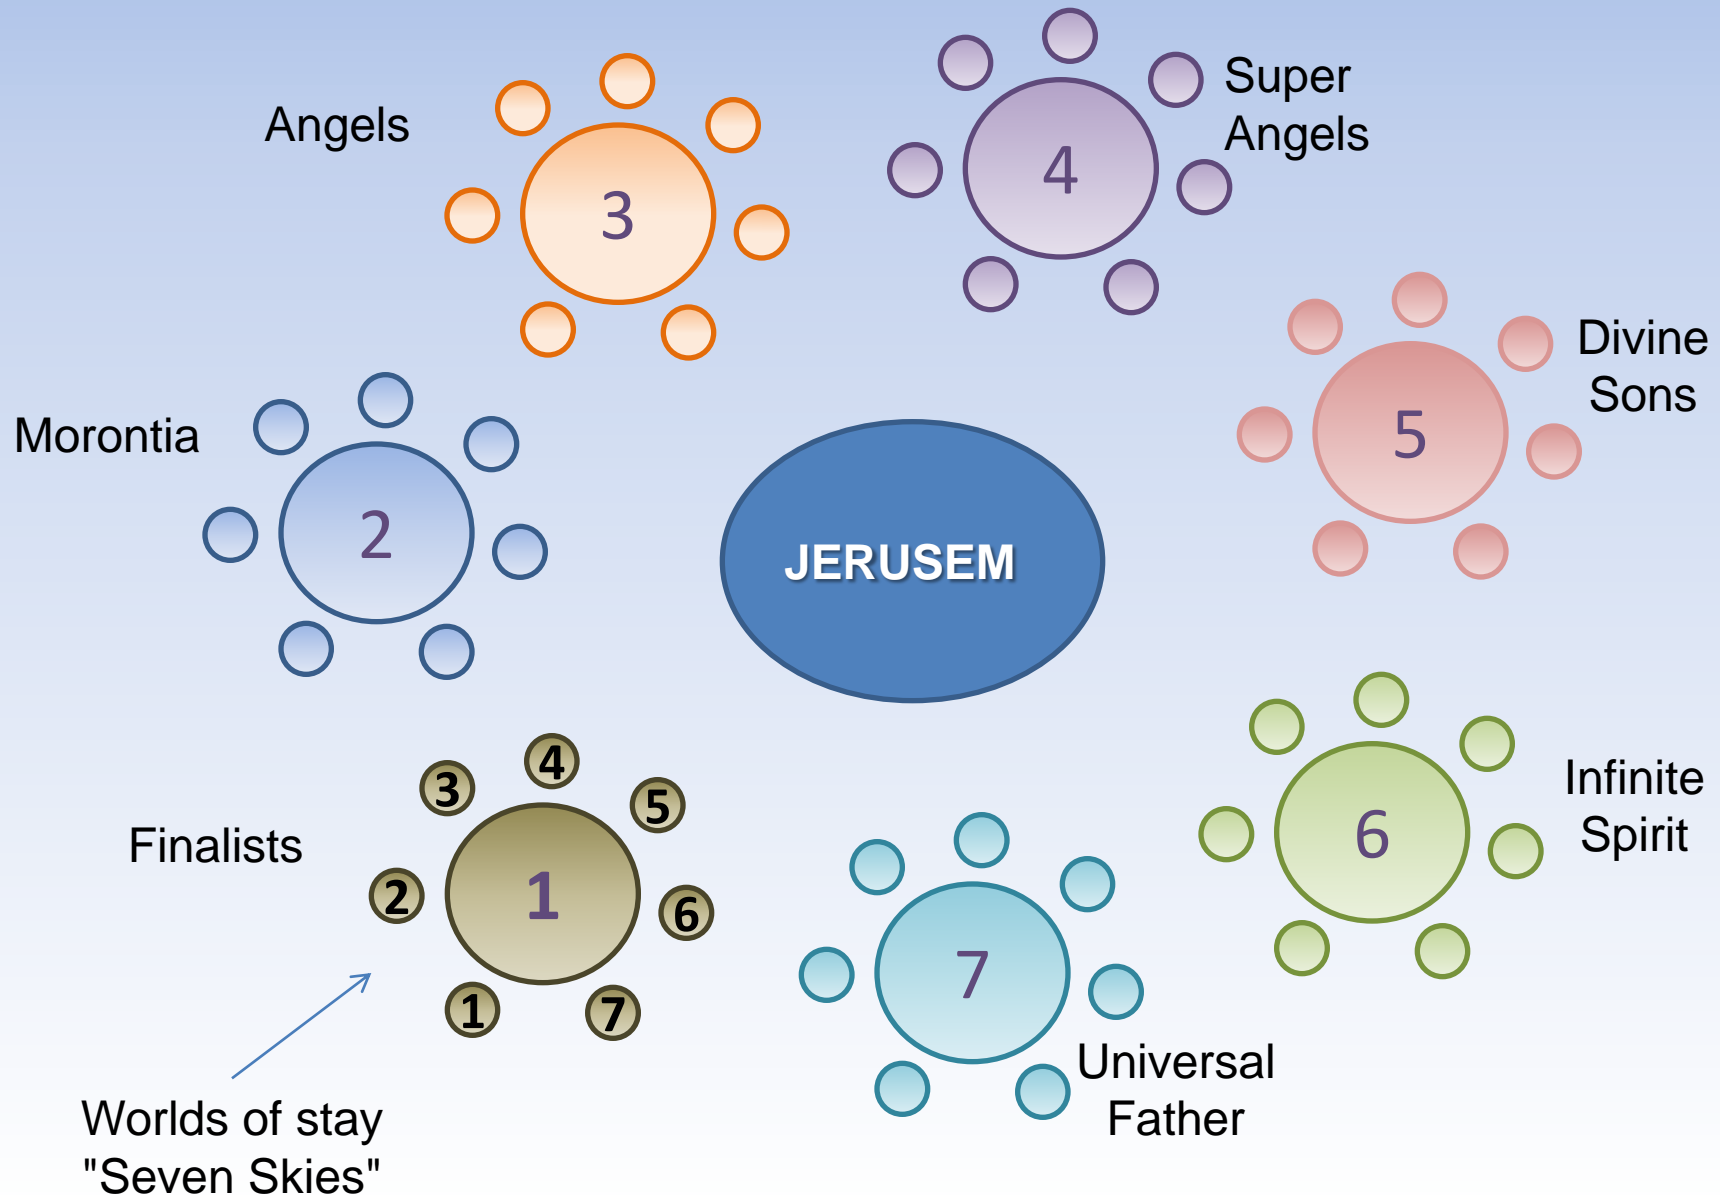 Super
Angels
Angels
4
3
Divine
Sons
Morontia
5
2
JERUSEM
Infinite
Spirit
6
4
3
5
Finalists
2
1
6
1
7
7
Universal
Father
Worlds of stay
"Seven Skies"